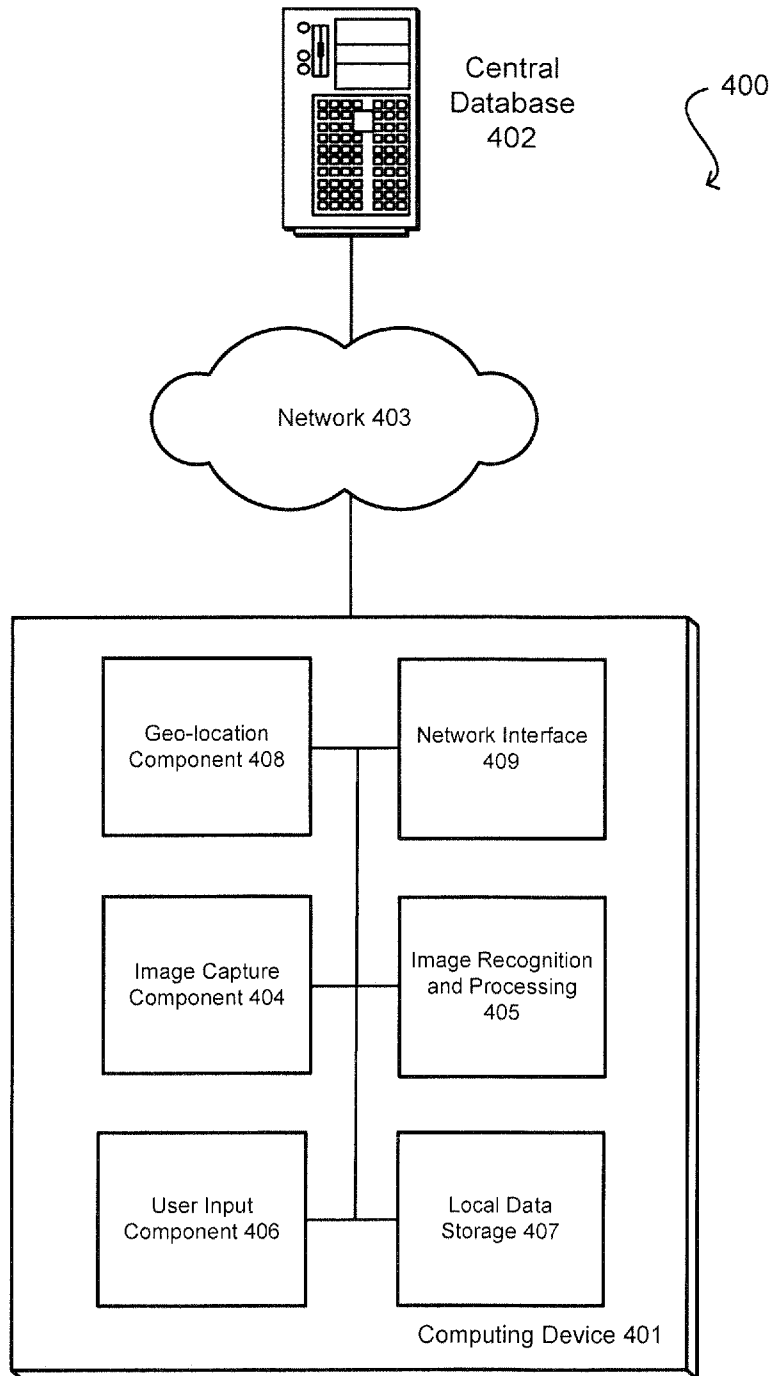 Central
Database
402
400
Network 403
Geo-location
Component 408
Network Interface
409
Image Capture
Component 404
Image Recognition
and Processing
405
User Input
Component 406
Local Data
Storage 407
Computing Device 401